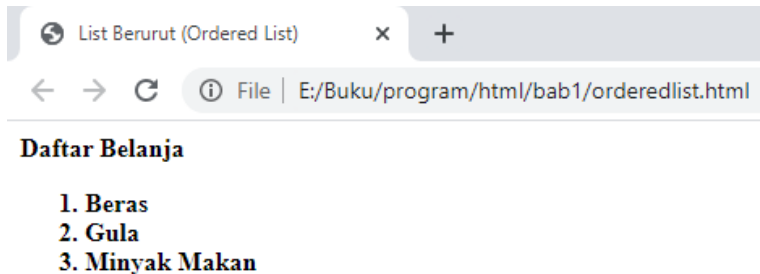 List Berurut (Ordered List)
File | E:/Buku/program/html/bab1/orderedlist.html
Daftar Belanja
1. Beras
2. Gula
3. Minyak Makan